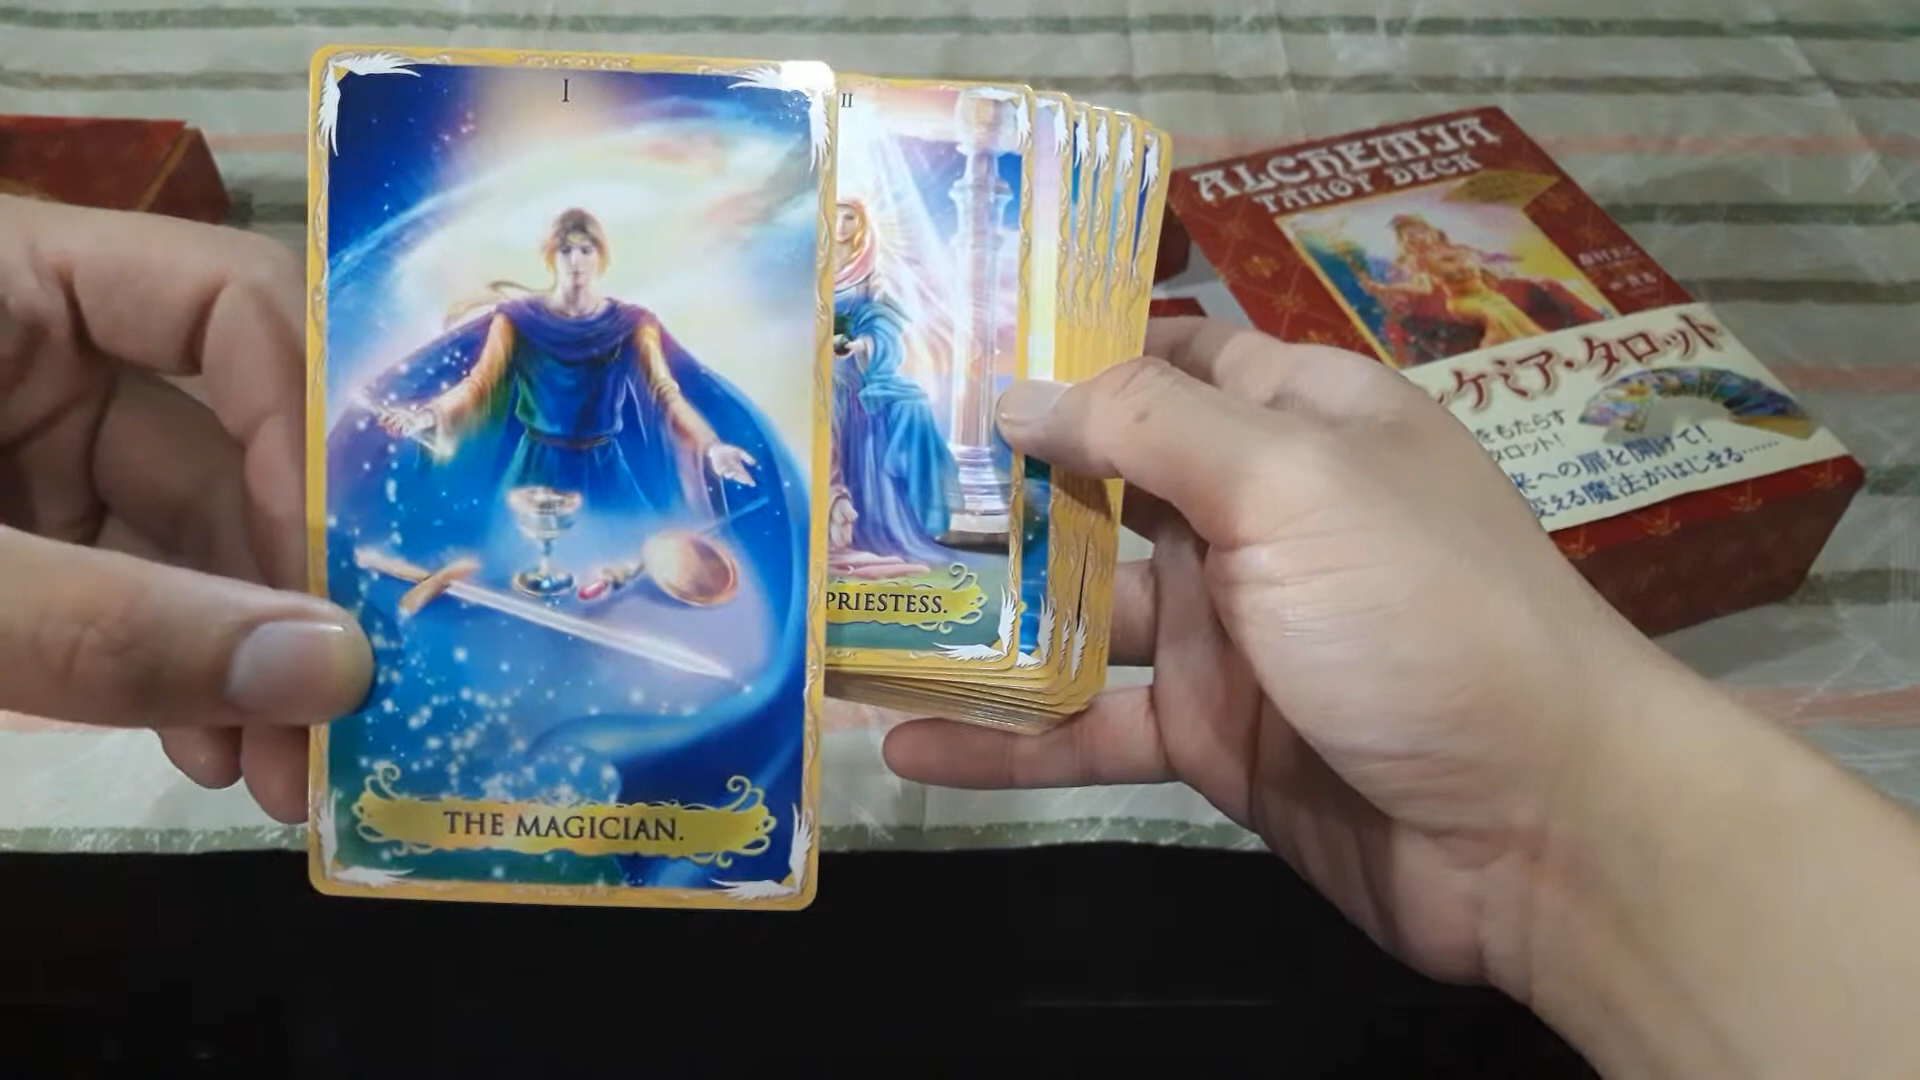 I
THE MAGICIAN.
II
PRIESTESS.
ALCHEMIA
TAROT DECK
ケミア・タロット
をもたらす
タロット!
来への扉を開けて!
変える魔法がはじまる……